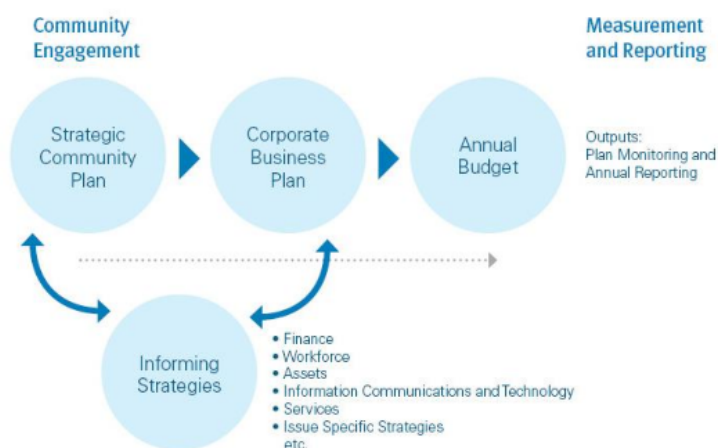 Community
Engagement
Measurement
and Reporting
Strategic
Community
Plan
Corporate
Business
Plan
Annual
Budget
Outputs:
Plan Monitoring and
Annual Reporting
Informing
Strategies
• Finance
• Workforce
• Assets
• Information Communications and Technology
• Services
• Issue Specific Strategies
etc.